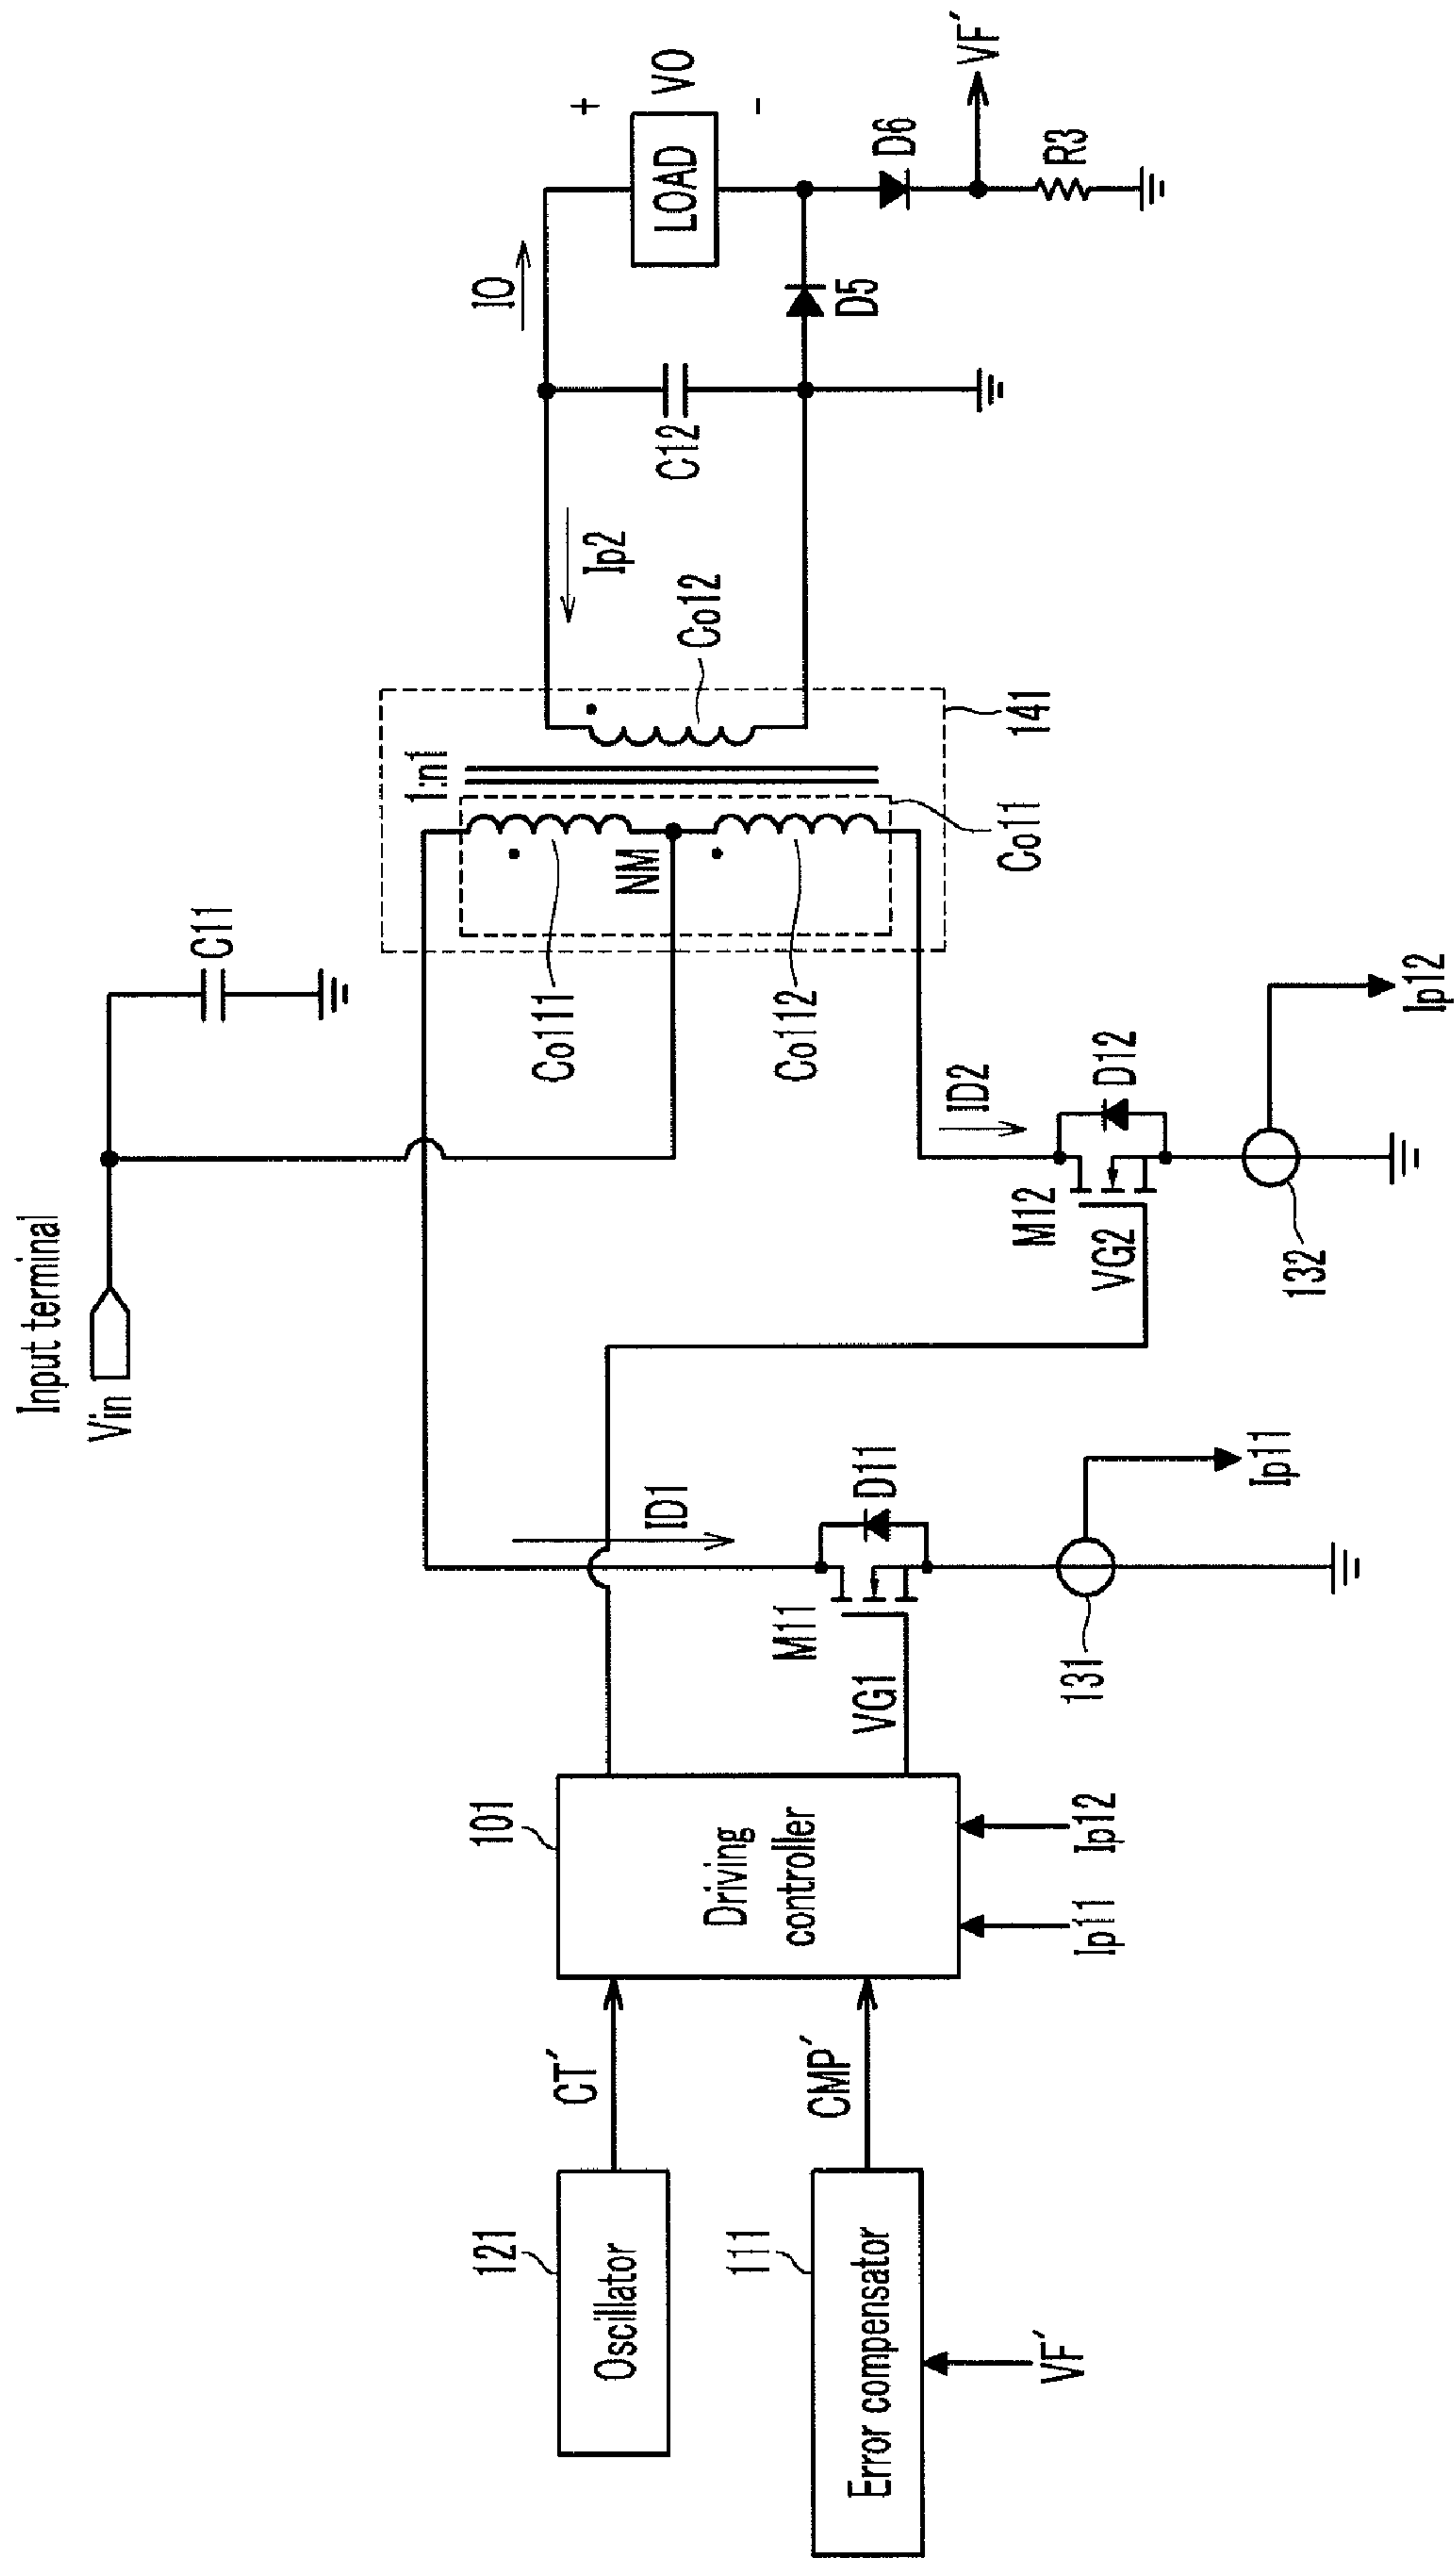 Input terminal
Vin
C11
1:n1
NM
Co111
Co112
Co11
141
Co12
Ip2
IO
C12
+
LOAD
VO
-
D5
D6
VF′
R3
ID1
M11
D11
VG1
131
Ip11
ID2
M12
D12
VG2
132
Ip12
101
Driving
controller
Ip11
Ip12
121
Oscillator
CT′
111
Error compensator
CMP′
VF′